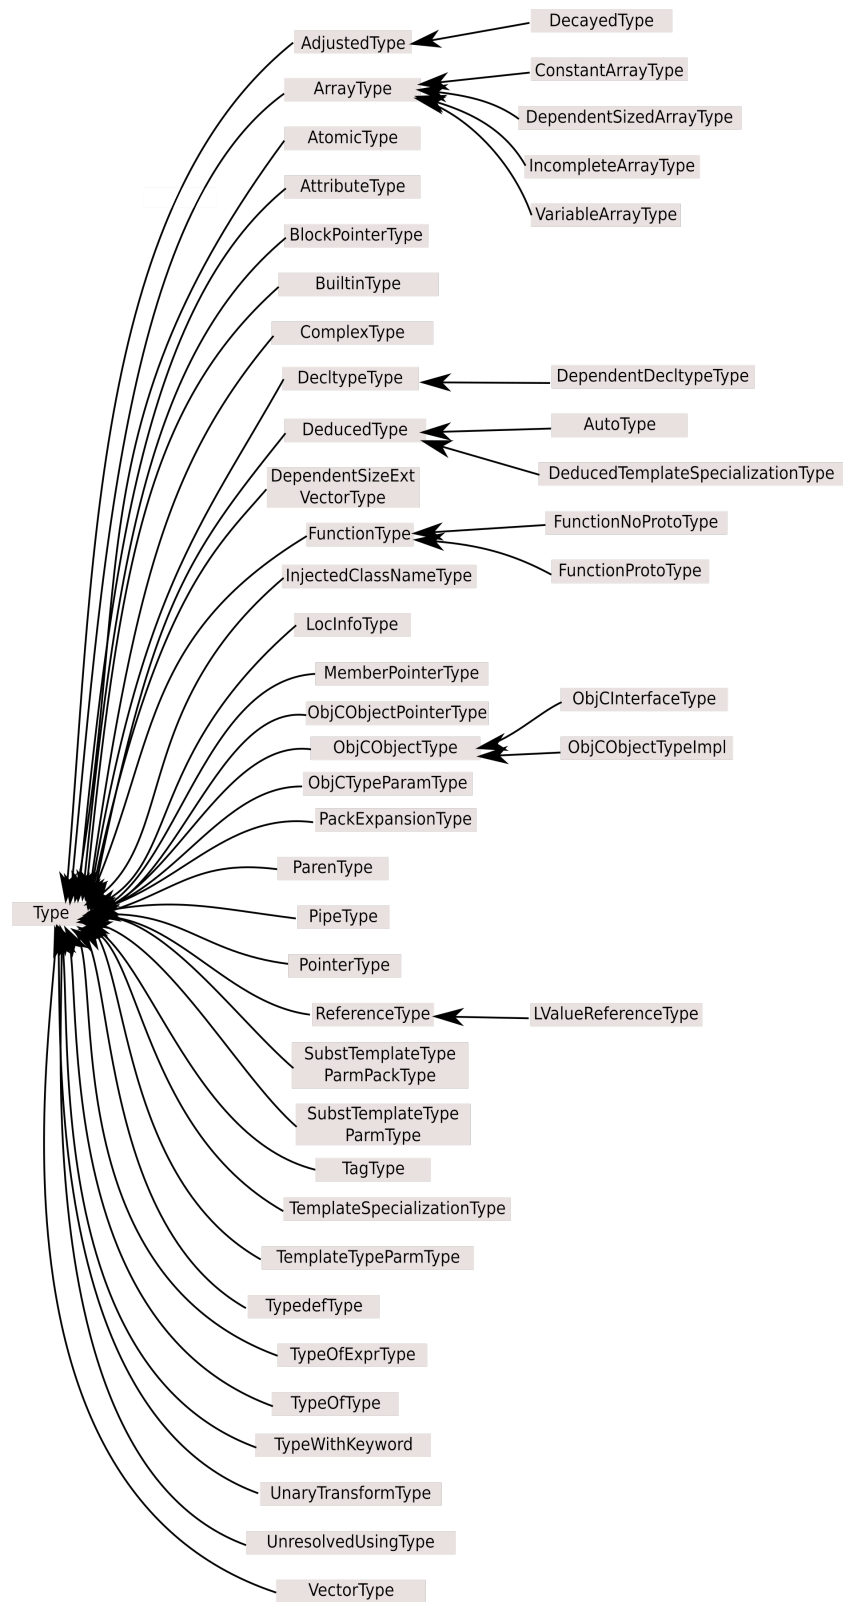 DecayedType
AdjustedType
ConstantArrayType
ArrayType
DependentSizedArrayType
AtomicType
IncompleteArrayType
AttributeType
VariableArrayType
BlockPointerType
BuiltinType
ComplexType
DecltypeType
DependentDecltypeType
AutoType
DeducedType
DeducedTemplateSpecializationType
DependentSizeExt
VectorType
FunctionNoProtoType
FunctionType
FunctionProtoType
InjectedClassNameType
LocInfoType
MemberPointerType
ObjCInterfaceType
ObjCObjectPointerType
ObjCObjectType
ObjCObjectTypeImpl
ObjCTypeParamType
PackExpansionType
ParenType
Type
PipeType
PointerType
ReferenceType
LValueReferenceType
SubstTemplateType
ParmPackType
SubstTemplateType
ParmType
TagType
TemplateSpecializationType
TemplateTypeParmType
TypedefType
TypeOfExprType
TypeOfType
TypeWithKeyword
UnaryTransformType
UnresolvedUsingType
VectorType